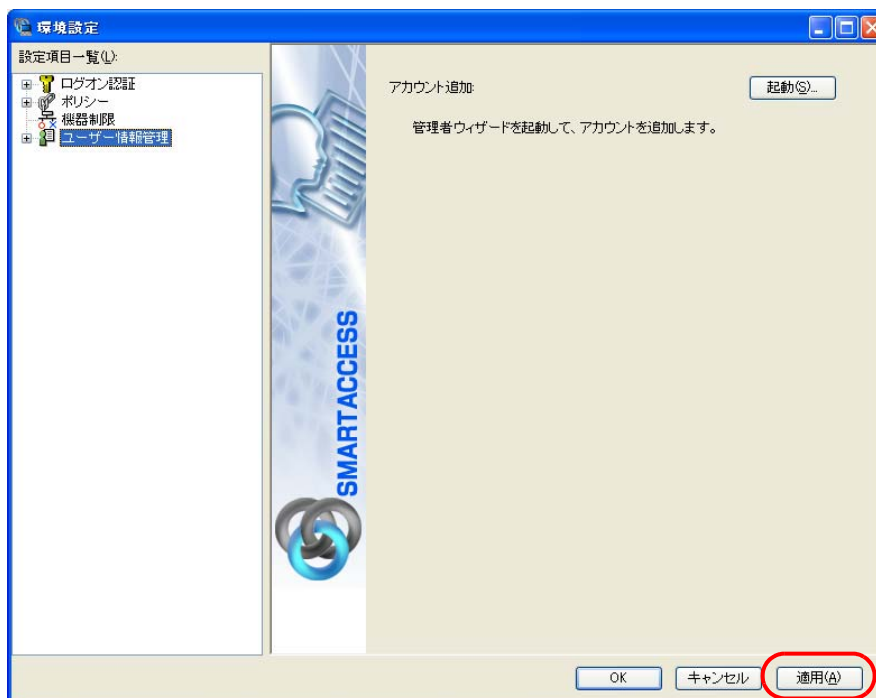 環境設定
設定項目一覧(L):
ログオン認証
ポリシー
機器制限
ユーザー情報管理
アカウント追加:
起動(S)...
管理者ウィザードを起動して、アカウントを追加します。
SMARTACCESS
OK
キャンセル
適用(A)